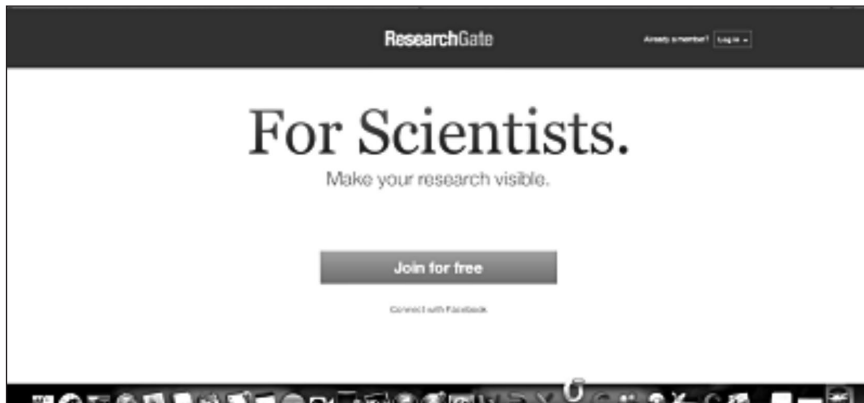 ResearchGate
Already a member? Log in
For Scientists.
Make your research visible.
Join for free
Connect with Facebook